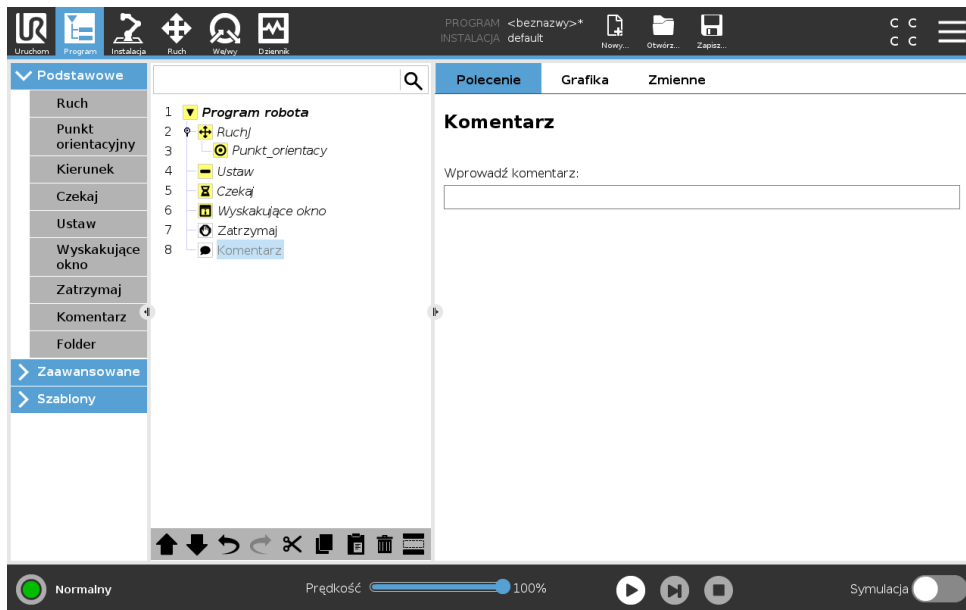 PROGRAM <beznazwy>*
INSTALACJA default
C C
C C
Uruchom Program Instalacja Ruch We/wy Dziennik Nowy... Otwórz... Zapisz...
Podstawowe
Ruch
Punkt
orientacyjny
Kierunek
Czekaj
Ustaw
Wyskakujące
okno
Zatrzymaj
Komentarz
Folder
Zaawansowane
Szablony
1 Program robota
2 RuchJ
3 Punkt_orientacy
4 Ustaw
5 Czekaj
6 Wyskakujące okno
7 Zatrzymaj
8 Komentarz
Polecenie Grafika Zmienne
Komentarz
Wprowadź komentarz:
Normalny Prędkość 100% Symulacja